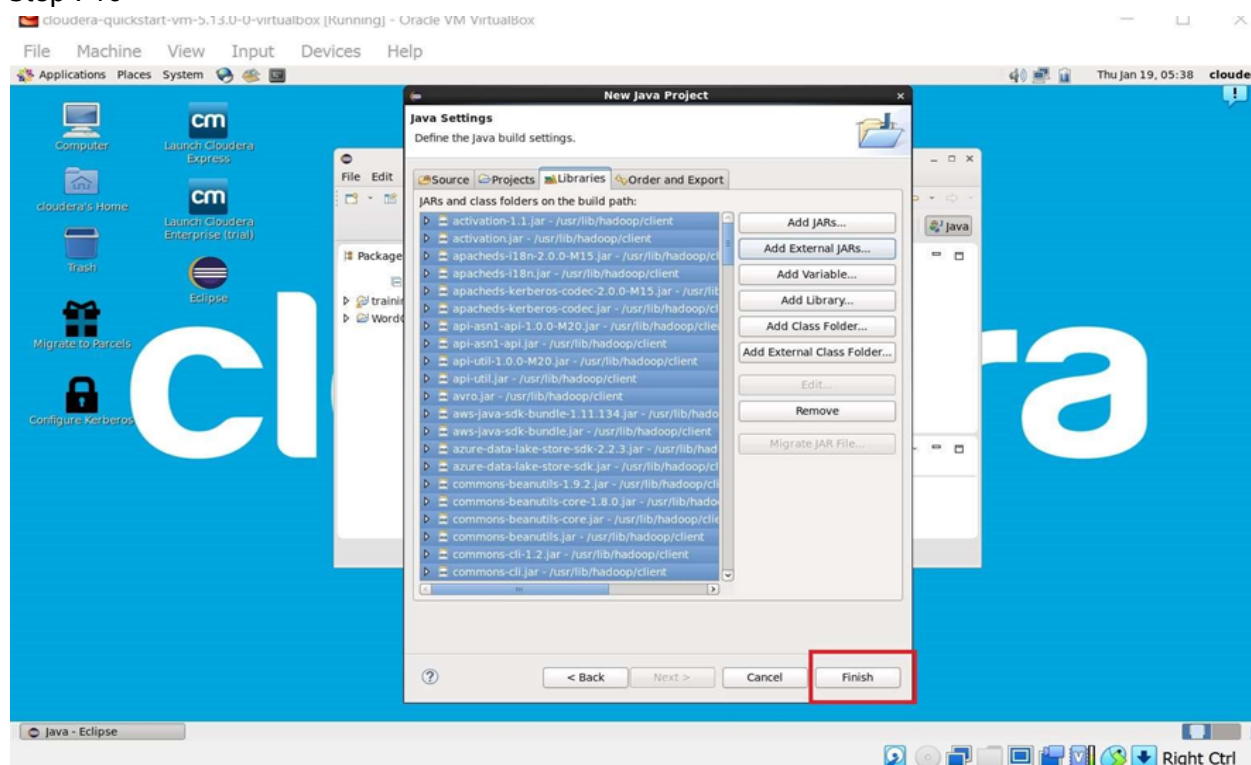 cloudera-quickstart-vm-5.13.0-0-virtualbox [Running] - Oracle VM VirtualBox
File Machine View Input Devices Help
Applications Places System
Thu Jan 19, 05:38 cloude
Computer
Launch Cloudera
Express
cloudera's Home
Launch Cloudera
Enterprise (trial)
Trash
Eclipse
Migrate to Parcels
Configure Kerberos
cm
cm
cl
ra
File Edit
Package
trainin
WordC
Java
New Java Project
Java Settings
Define the Java build settings.
Source Projects Libraries Order and Export
JARs and class folders on the build path:
activation-1.1.jar - /usr/lib/hadoop/client
activation.jar - /usr/lib/hadoop/client
apacheds-i18n-2.0.0-M15.jar - /usr/lib/hadoop/cl
apacheds-i18n.jar - /usr/lib/hadoop/client
apacheds-kerberos-codec-2.0.0-M15.jar - /usr/lib
apacheds-kerberos-codec.jar - /usr/lib/hadoop/cl
api-asn1-api-1.0.0-M20.jar - /usr/lib/hadoop/clie
api-asn1-api.jar - /usr/lib/hadoop/client
api-util-1.0.0-M20.jar - /usr/lib/hadoop/client
api-util.jar - /usr/lib/hadoop/client
avro.jar - /usr/lib/hadoop/client
aws-java-sdk-bundle-1.11.134.jar - /usr/lib/hado
aws-java-sdk-bundle.jar - /usr/lib/hadoop/client
azure-data-lake-store-sdk-2.2.3.jar - /usr/lib/had
azure-data-lake-store-sdk.jar - /usr/lib/hadoop/cl
commons-beanutils-1.9.2.jar - /usr/lib/hadoop/cli
commons-beanutils-core-1.8.0.jar - /usr/lib/hado
commons-beanutils-core.jar - /usr/lib/hadoop/clie
commons-beanutils.jar - /usr/lib/hadoop/client
commons-cli-1.2.jar - /usr/lib/hadoop/client
commons-cli.jar - /usr/lib/hadoop/client
Add JARs...
Add External JARs...
Add Variable...
Add Library...
Add Class Folder...
Add External Class Folder...
Edit...
Remove
Migrate JAR File...
< Back Next > Cancel Finish
Java - Eclipse
Right Ctrl